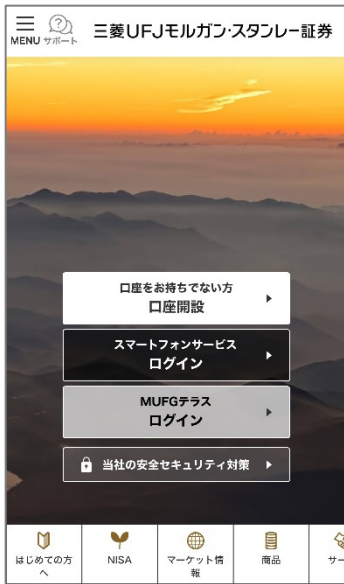 MENU サポート
三菱UFJモルガン・スタンレー証券
口座をお持ちでない方
口座開設
スマートフォンサービス
ログイン
MUFGテラス
ログイン
当社の安全セキュリティ対策
はじめての方
へ
NISA
マーケット情
報
商品
サー